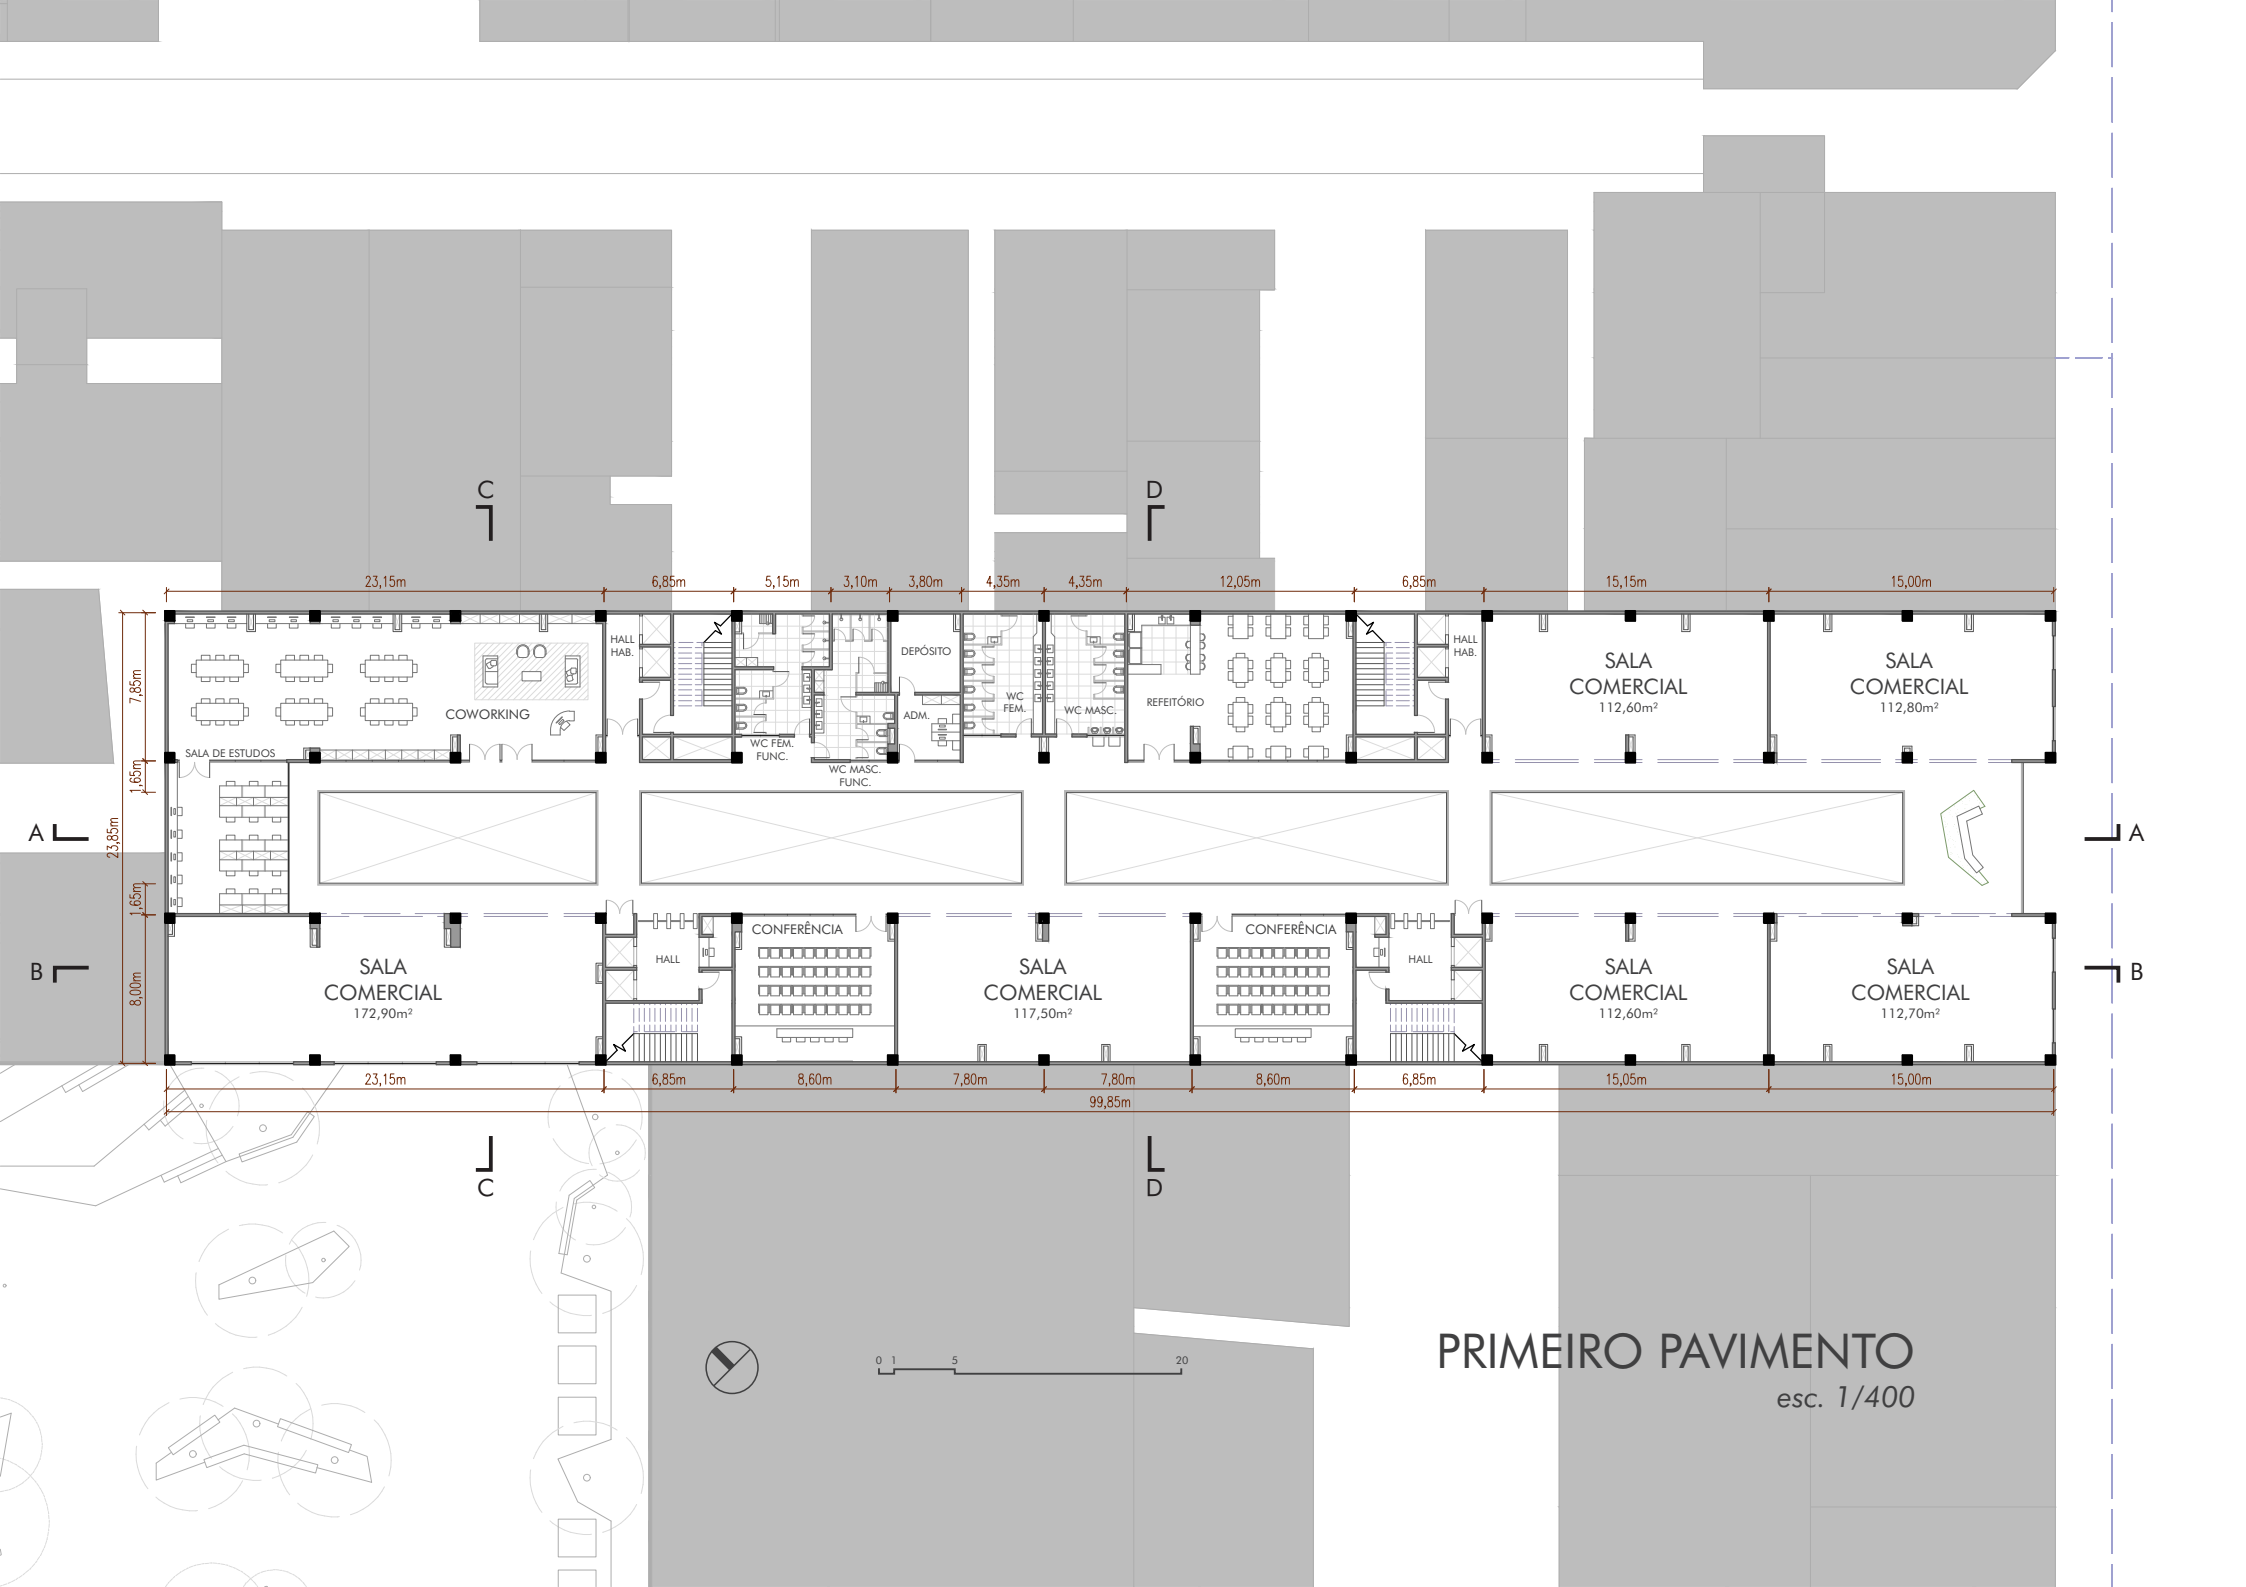 C
D
23,15m
6,85m
5,15m
3,10m
3,80m
4,35m
4,35m
12,05m
6,85m
15,15m
15,00m
7,85m
1,65m
23,85m
1,65m
8,00m
HALL
HAB.
DEPÓSITO
HALL
HAB.
SALA
COMERCIAL
112,60m²
SALA
COMERCIAL
112,80m²
COWORKING
SALA DE ESTUDOS
WC FEM.
FUNC.
WC MASC.
FUNC.
ADM.
WC
FEM.
WC MASC.
REFEITÓRIO
A
A
B
B
SALA
COMERCIAL
172,90m²
HALL
CONFERÊNCIA
SALA
COMERCIAL
117,50m²
CONFERÊNCIA
HALL
SALA
COMERCIAL
112,60m²
SALA
COMERCIAL
112,70m²
23,15m
6,85m
8,60m
7,80m
7,80m
8,60m
6,85m
15,05m
15,00m
99,85m
C
D
0 1 5 20
PRIMEIRO PAVIMENTO
esc. 1/400